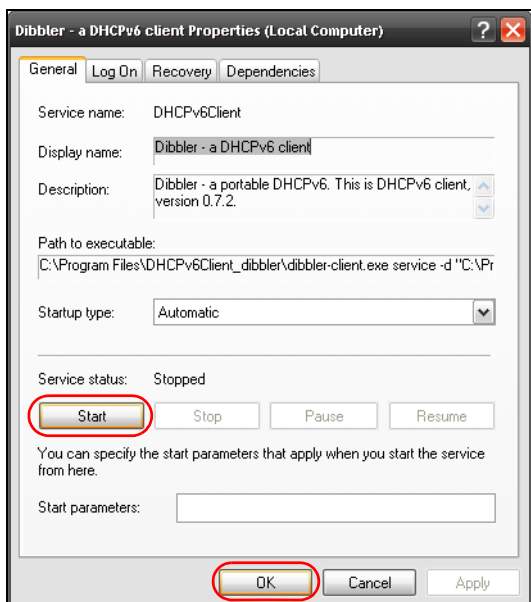 Dibbler - a DHCPv6 client Properties (Local Computer)
General Log On Recovery Dependencies
Service name: DHCPv6Client
Display name: Dibbler - a DHCPv6 client
Description: Dibbler - a portable DHCPv6. This is DHCPv6 client,
version 0.7.2.
Path to executable:
C:\Program Files\DHCPv6Client_dibbler\dibbler-client.exe service -d "C:\Pr
Startup type: Automatic
Service status: Stopped
Start Stop Pause Resume
You can specify the start parameters that apply when you start the service
from here.
Start parameters:
OK Cancel Apply